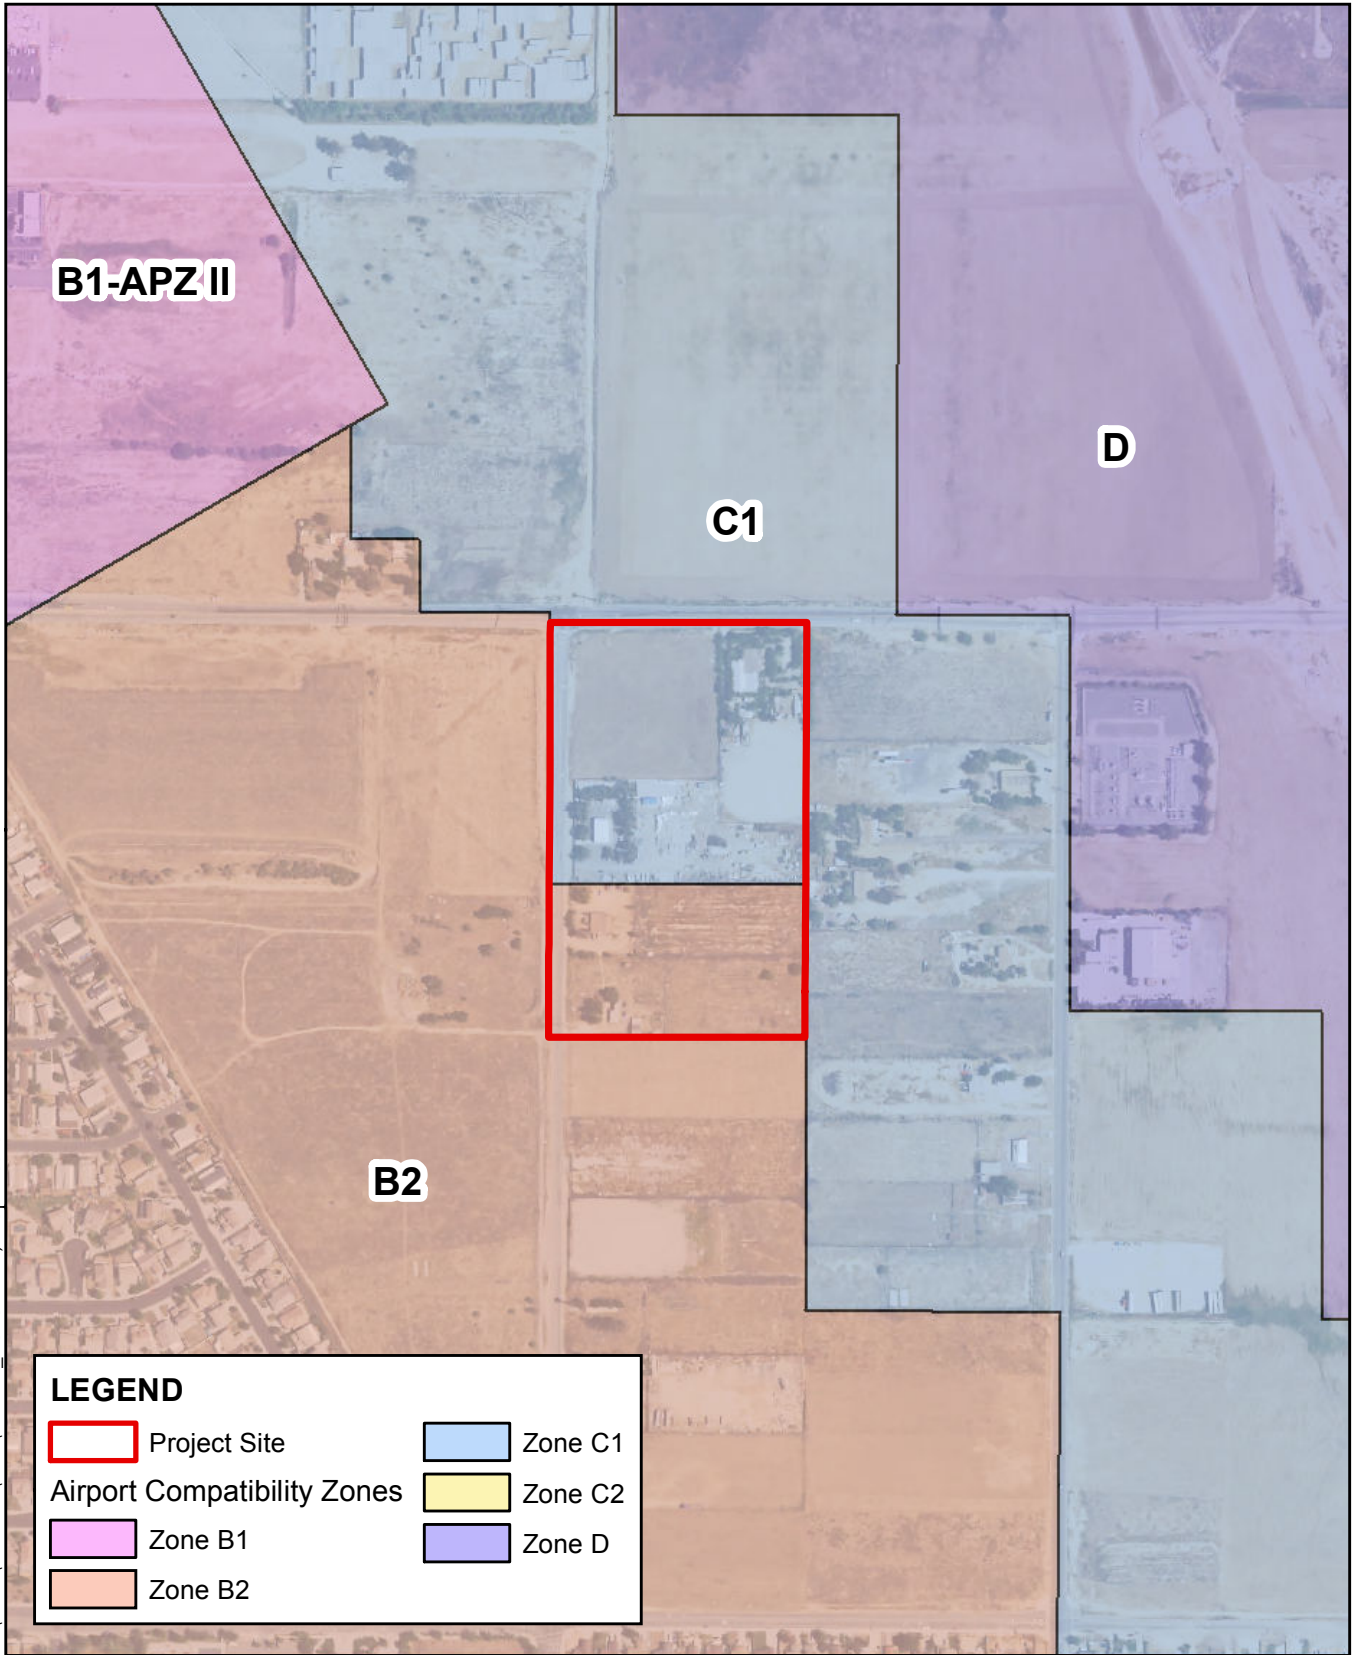 B1-APZ II
D
C1
B2
LEGEND
Project Site
Airport Compatibility Zones
Zone B1
Zone B2
Zone C1
Zone C2
Zone D